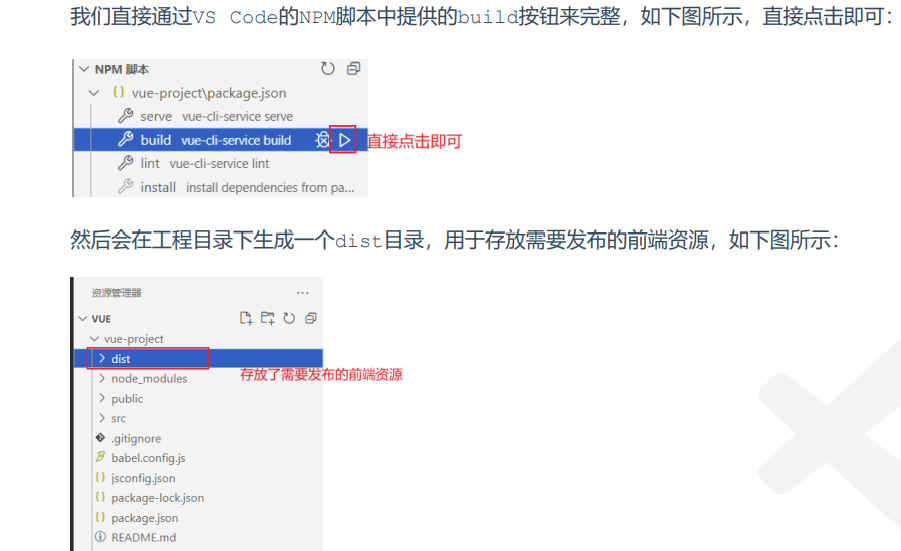 我们直接通过VS Code的NPM脚本中提供的build按钮来完整，如下图所示，直接点击即可：
NPM 脚本
vue-project\package.json
serve vue-cli-service serve
build vue-cli-service build
直接点击即可
lint vue-cli-service lint
install install dependencies from pa...
然后会在工程目录下生成一个dist目录，用于存放需要发布的前端资源，如下图所示：
资源管理器
VUE
vue-project
dist
存放了需要发布的前端资源
node_modules
public
src
.gitignore
babel.config.js
jsconfig.json
package-lock.json
package.json
README.md